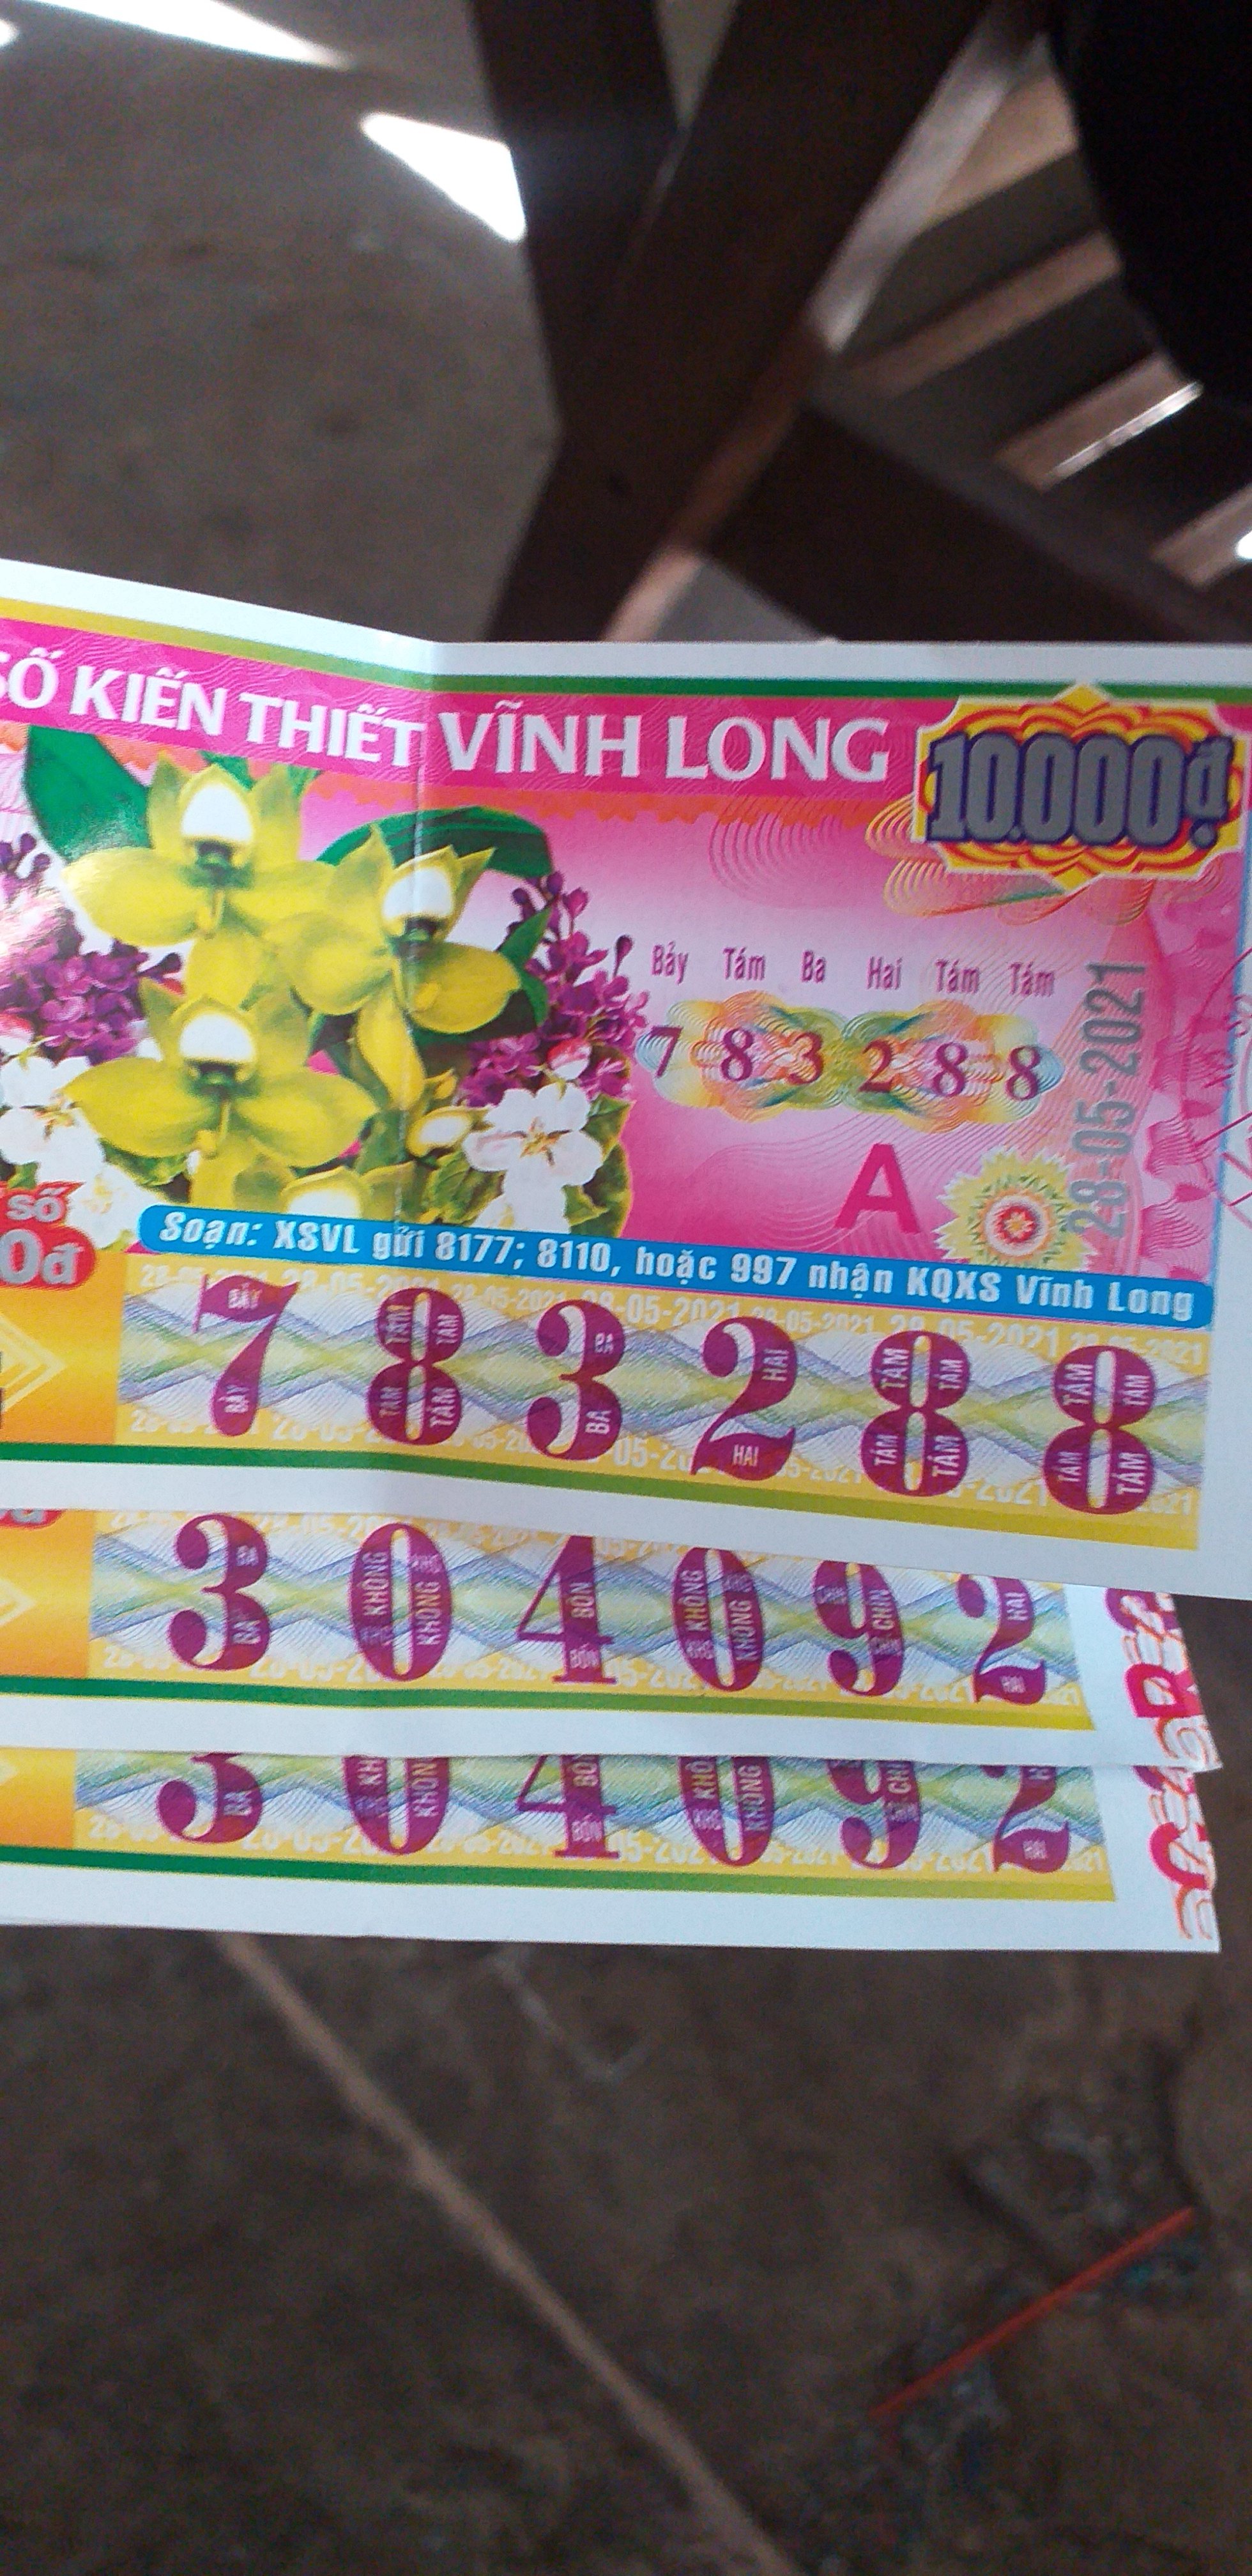 SỐ KIẾN THIẾT VĨNH LONG
10.000đ
Bảy Tám Ba Hai Tám Tám
7 8 3 2 8 8
28-05-2021
A
số
0đ
Soạn: XSVL gửi 8177; 8110, hoặc 997 nhận KQXS Vĩnh Long
7 8 3 2 8 8
3 0 4 0 9 2
3 0 4 0 9 2